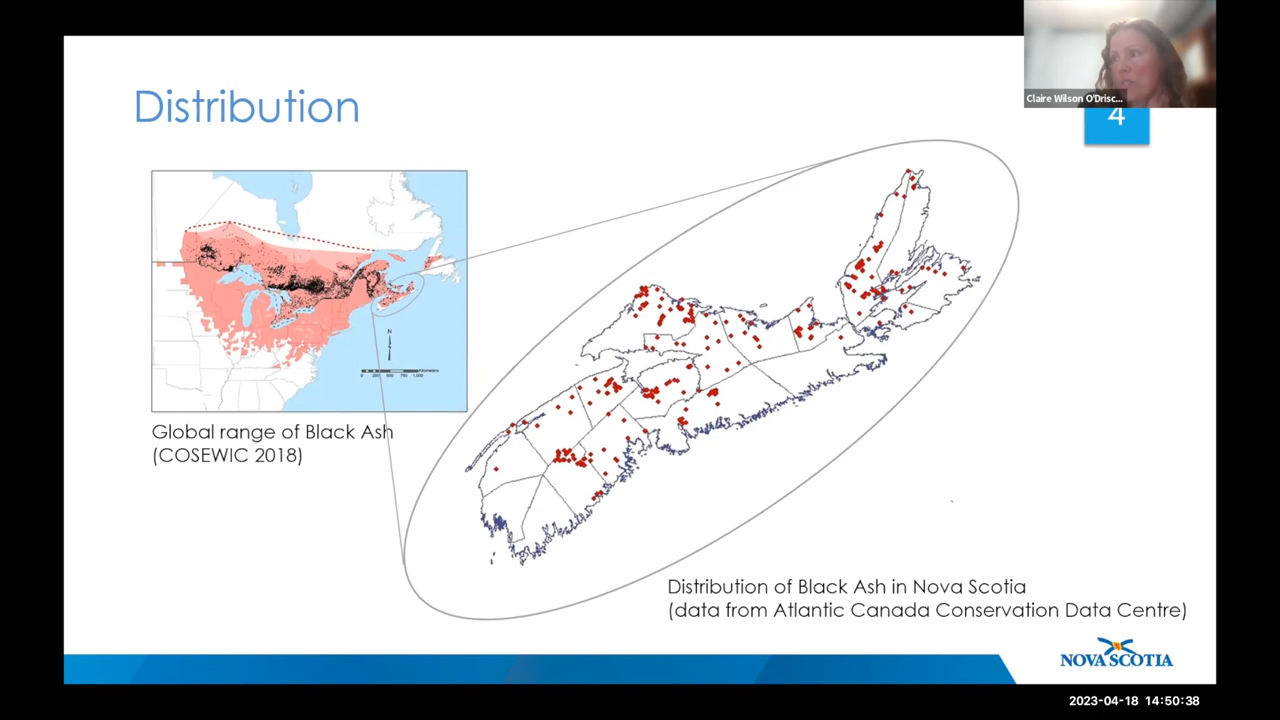 Claire Wilson O'Drisc...
4
Distribution
N
Global range of Black Ash
(COSEWIC 2018)
Distribution of Black Ash in Nova Scotia
(data from Atlantic Canada Conservation Data Centre)
NOVA SCOTIA
2023-04-18 14:50:38